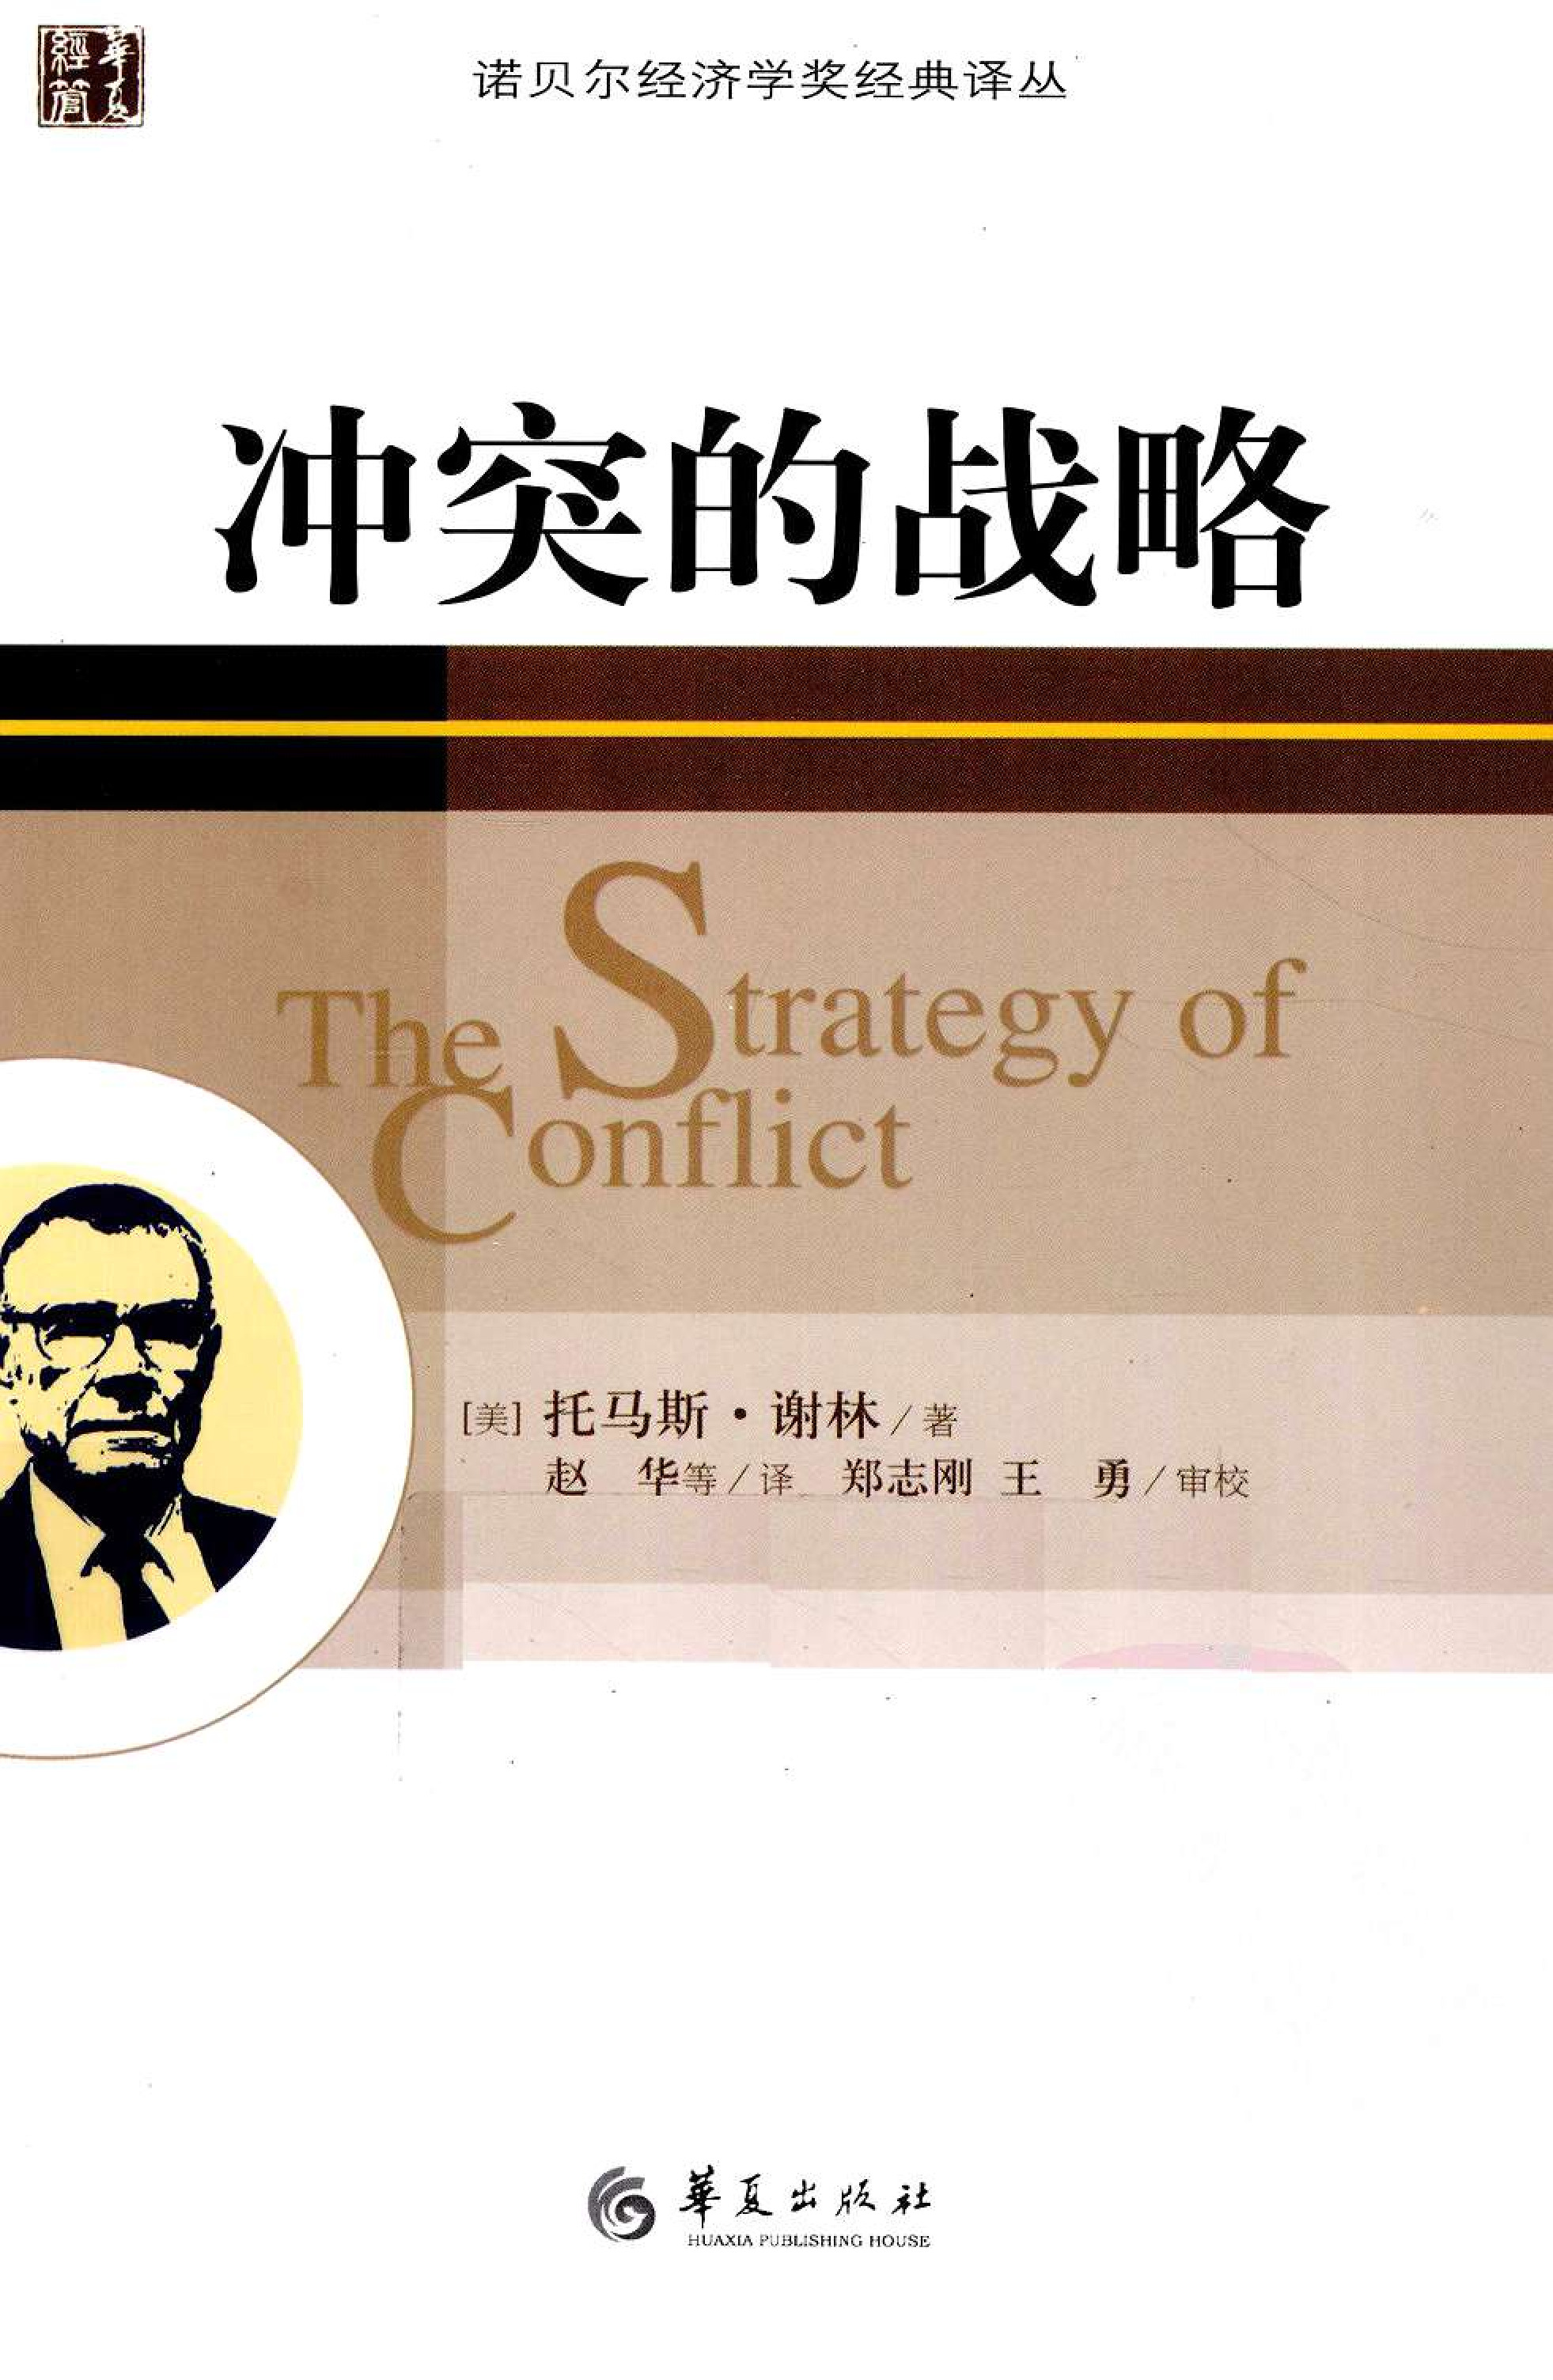 華夏經管
诺贝尔经济学奖经典译丛
冲突的战略
The Strategy of
Conflict
[美] 托马斯·谢林/著
赵 华等/译 郑志刚 王 勇/审校
華夏出版社
HUAXIA PUBLISHING HOUSE